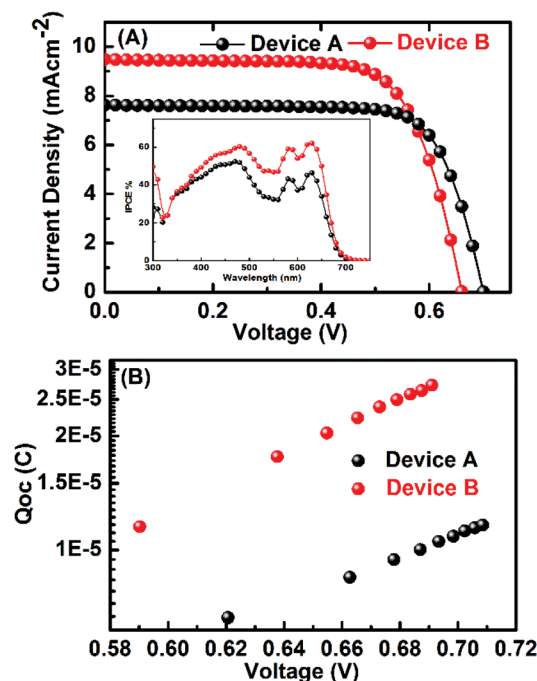 (A)
Device A
Device B
Current Density (mAcm-2)
10
8
6
4
2
0
IPCE %
60
40
20
0
300
400
500
600
700
Wavelength (nm)
0.0
0.2
0.4
0.6
Voltage (V)
(B)
Qoc (C)
3E-5
2.5E-5
2E-5
1.5E-5
1E-5
Device A
Device B
0.58
0.60
0.62
0.64
0.66
0.68
0.70
0.72
Voltage (V)